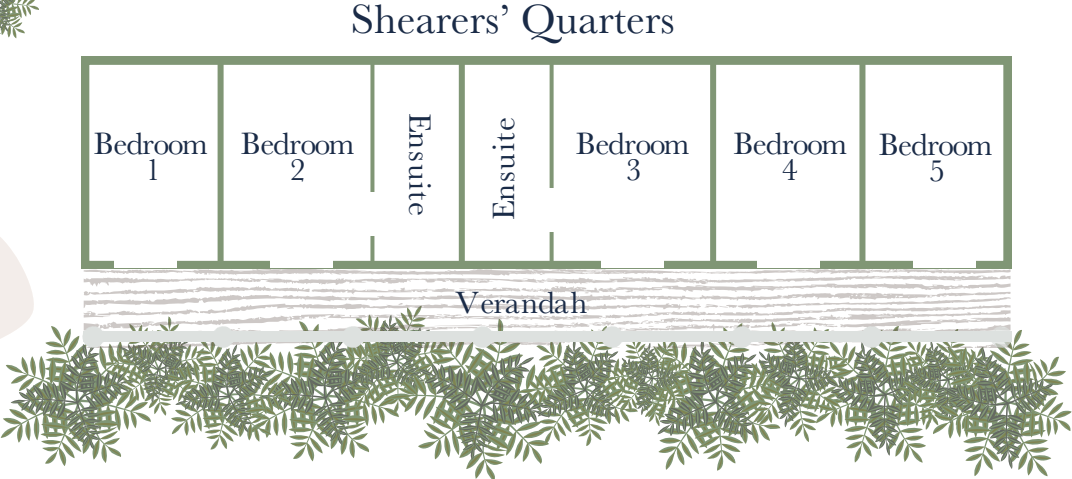 Shearers’ Quarters
Bedroom
1
Bedroom
2
Ensuite
Ensuite
Bedroom
3
Bedroom
4
Bedroom
5
Verandah